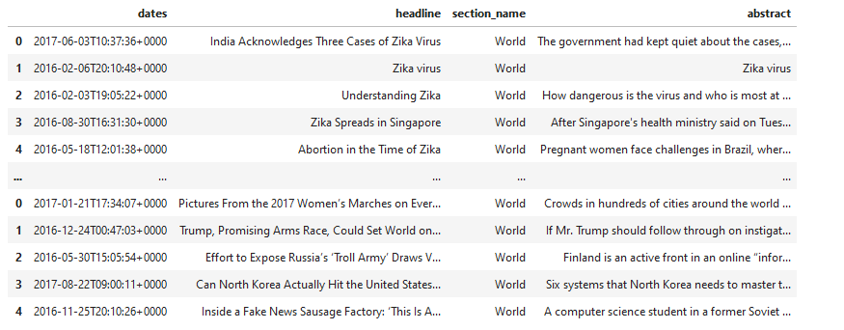 dates headline section_name abstract
0 2017-06-03T10:37:36+0000 India Acknowledges Three Cases of Zika Virus World The government had kept quiet about the cases,...
1 2016-02-06T20:10:48+0000 Zika virus World Zika virus
2 2016-02-03T19:05:22+0000 Understanding Zika World How dangerous is the virus and who is most at ...
3 2016-08-30T16:31:30+0000 Zika Spreads in Singapore World After Singapore's health ministry said on Tues...
4 2016-05-18T12:01:38+0000 Abortion in the Time of Zika World Pregnant women face challenges in Brazil, wher...
... ... ... ... ...
0 2017-01-21T17:34:07+0000 Pictures From the 2017 Women's Marches on Ever... World Crowds in hundreds of cities around the world ...
1 2016-12-24T00:47:03+0000 Trump, Promising Arms Race, Could Set World on... World If Mr. Trump should follow through on instigat...
2 2016-05-30T15:05:54+0000 Effort to Expose Russia's 'Troll Army' Draws V... World Finland is an active front in an online “infor...
3 2017-08-22T09:00:11+0000 Can North Korea Actually Hit the United States... World Six systems that North Korea needs to master t...
4 2016-11-25T20:10:26+0000 Inside a Fake News Sausage Factory: ‘This Is A... World A computer science student in a former Soviet ...